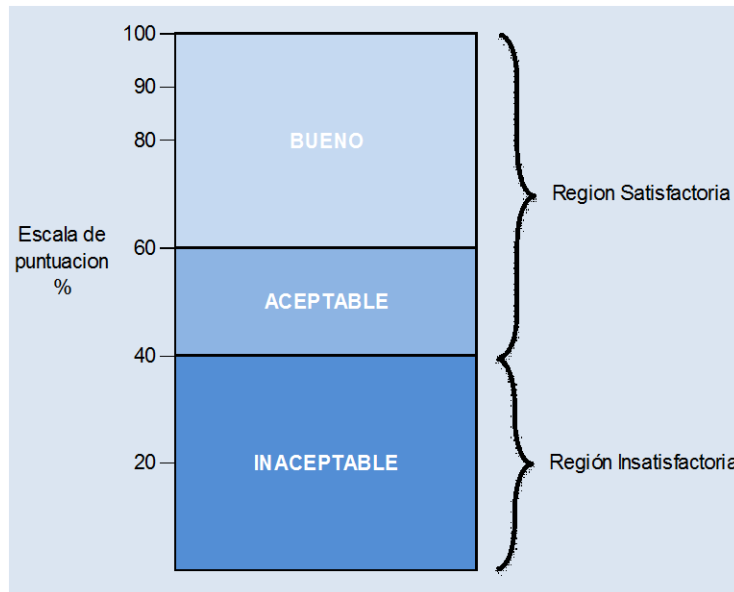 100
90
80
BUENO
Region Satisfactoria
Escala de
puntuacion
%
60
ACEPTABLE
40
20
INACEPTABLE
Región Insatisfactoria